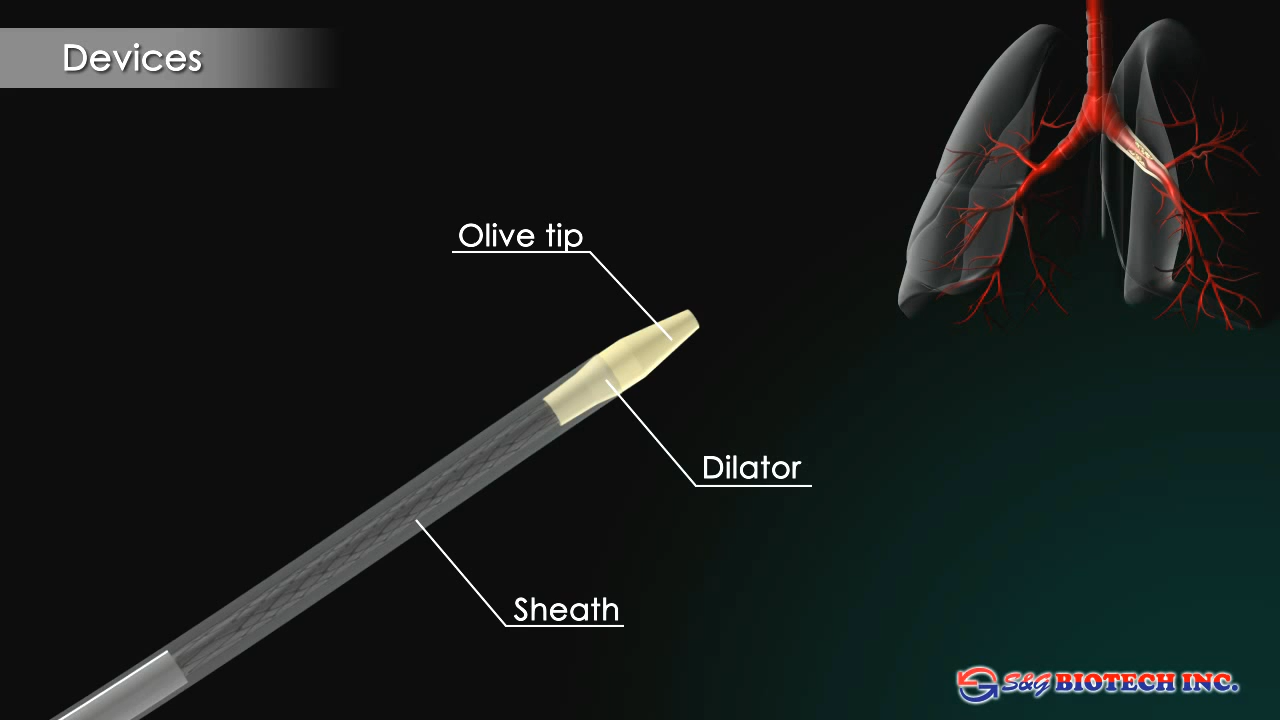 Devices
Olive tip
Dilator
Sheath
S&G BIOTECH INC.